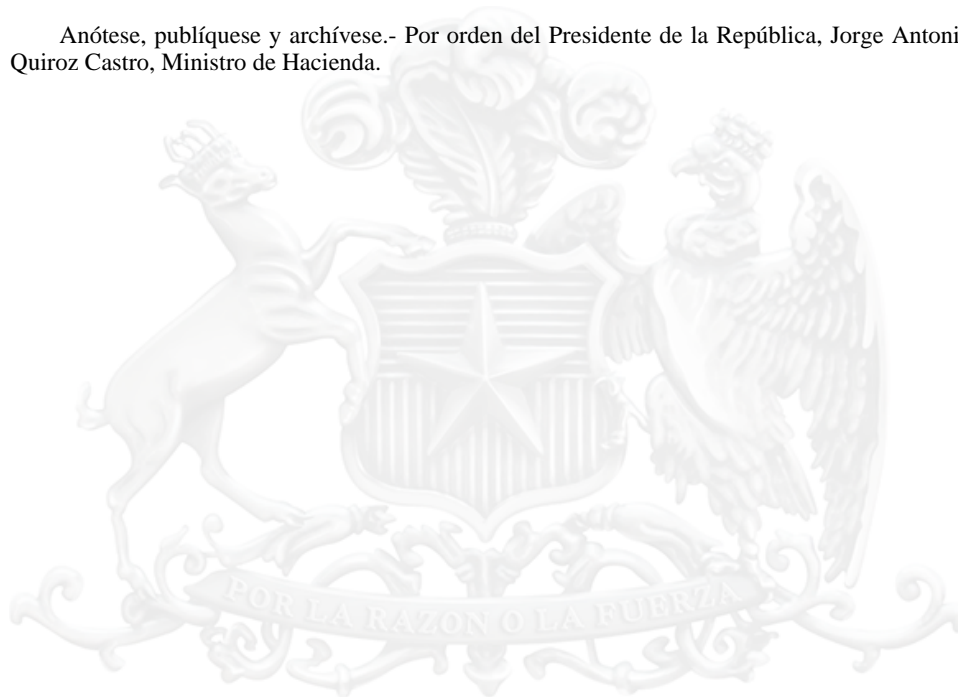 Anótese, publíquese y archívese.- Por orden del Presidente de la República, Jorge Antoni
Quiroz Castro, Ministro de Hacienda.
POR LA RAZON O LA FUERZA